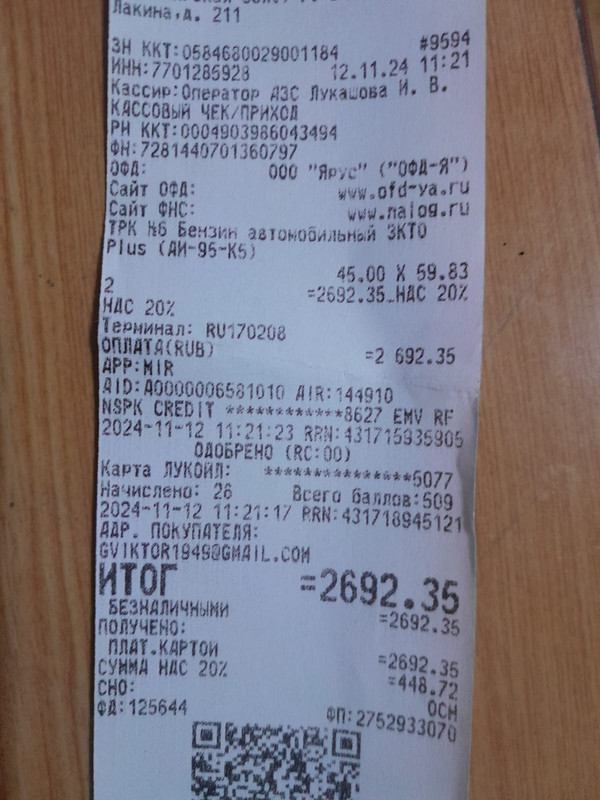 Лакина,д. 211
ЗН ККТ:0584680029001184 #9594
ИНН:7701285928 12.11.24 11:21
Кассир:Оператор АЗС Лукашова И. В.
КАССОВЫЙ ЧЕК/ПРИХОД
РН ККТ:0004903986043494
ФН:7281440701360797
ОФД: ООО "Ярус" ("ОФД-Я")
Сайт ОФД: www.ofd-ya.ru
Сайт ФНС: www.nalog.ru
ТРК №6 Бензин автомобильный ЭКТО
Plus (АИ-95-К5)
45.00 X 59.83
2 =2692.35_НДС 20%
НДС 20%
Терминал: RU170208
ОПЛАТА(RUB) =2 692.35
APP:MIR
AID:A0000006581010 AIR:144910
NSPK CREDIT ************8627 EMV RF
2024-11-12 11:21:23 RRN:431715935905
ОДОБРЕНО (RC:00)
Карта ЛУКОЙЛ: ***************5077
Начислено: 26 Всего баллов:509
2024-11-12 11:21:17 RRN:431718945121
АДР. ПОКУПАТЕЛЯ:
GVIKTOR1949@GMAIL.COM
ИТОГ =2692.35
БЕЗНАЛИЧНЫМИ =2692.35
ПОЛУЧЕНО:
ПЛАТ.КАРТОЙ =2692.35
СУММА НДС 20% =448.72
СНО: ОСН
ФД:125644 ФП:2752933070